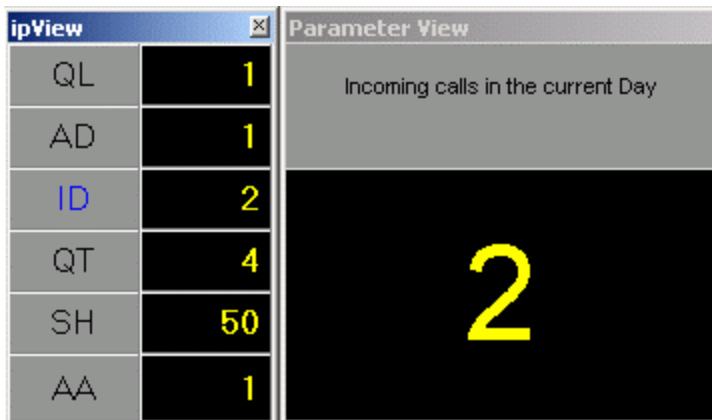 ipView
QL 1
AD 1
ID 2
QT 4
SH 50
AA 1
Parameter View
Incoming calls in the current Day
2